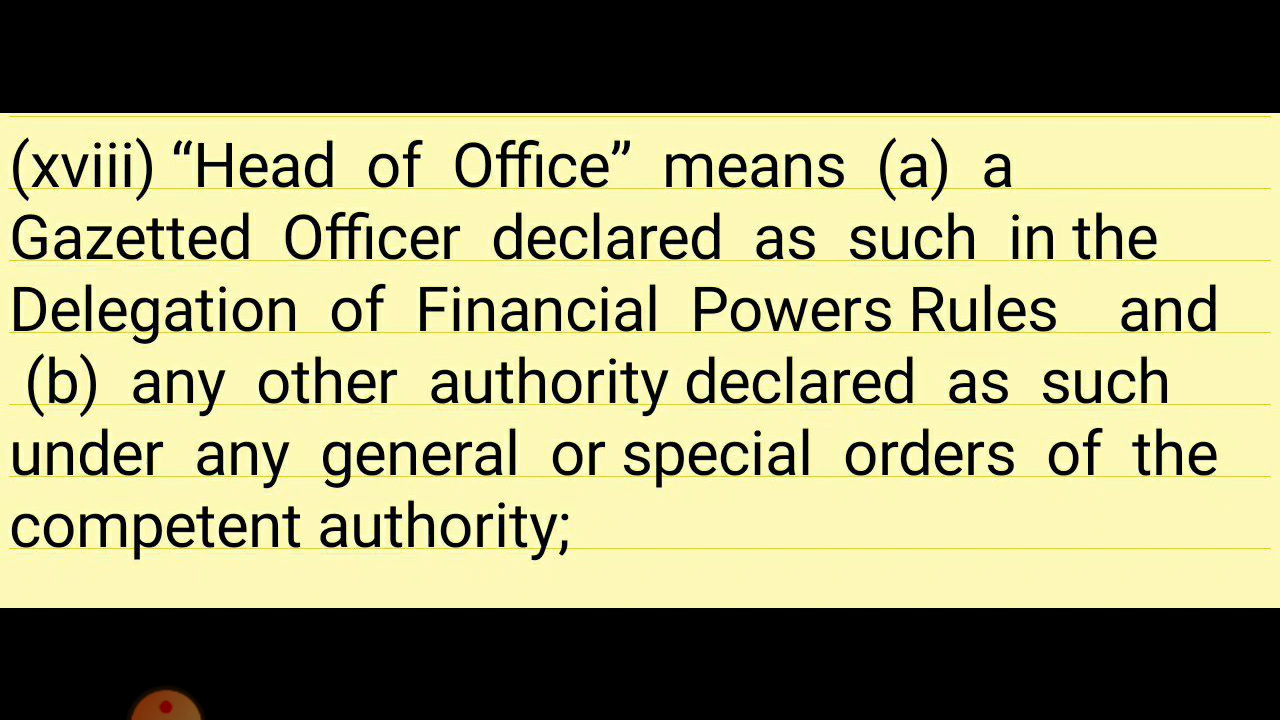 (xviii) “Head of Office” means (a) a
Gazetted Officer declared as such in the
Delegation of Financial Powers Rules and
(b) any other authority declared as such
under any general or special orders of the
competent authority;